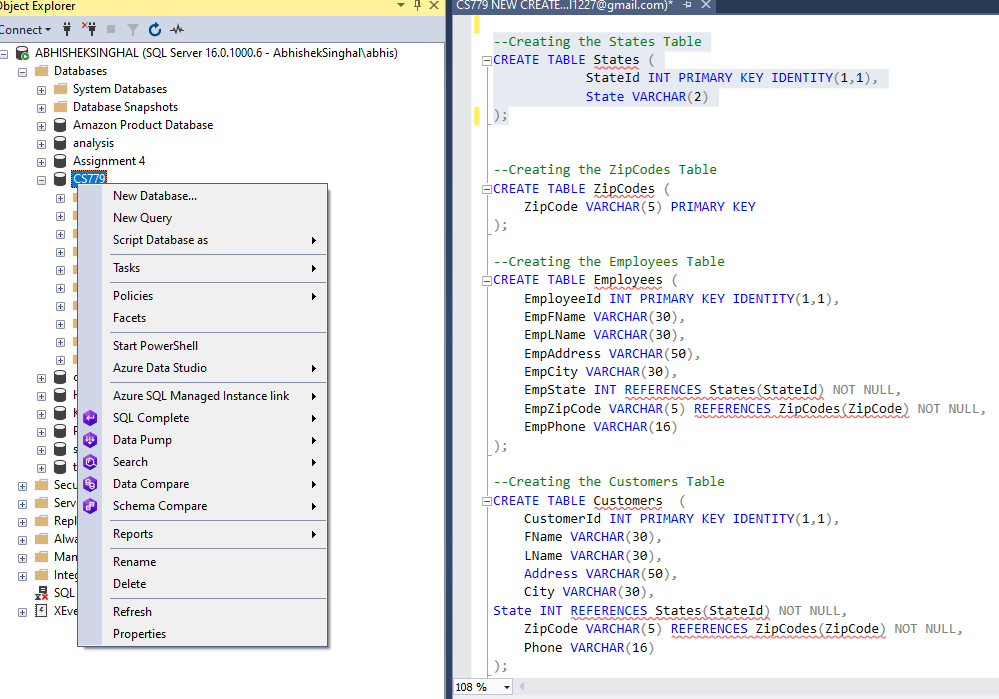 Object Explorer
Connect
ABHISHEKSINGHAL (SQL Server 16.0.1000.6 - AbhishekSinghal\abhis)
Databases
System Databases
Database Snapshots
Amazon Product Database
analysis
Assignment 4
CS779
New Database...
New Query
Script Database as
Tasks
Policies
Facets
Start PowerShell
Azure Data Studio
Azure SQL Managed Instance link
SQL Complete
Data Pump
Search
Data Compare
Schema Compare
Reports
Rename
Delete
Refresh
Properties
Secu
Serv
Repl
Alwa
Man
Integ
SQL
XEve
CS779 NEW CREATE...l1227@gmail.com)*
--Creating the States Table
CREATE TABLE States (
StateId INT PRIMARY KEY IDENTITY(1,1),
State VARCHAR(2)
);
--Creating the ZipCodes Table
CREATE TABLE ZipCodes (
ZipCode VARCHAR(5) PRIMARY KEY
);
--Creating the Employees Table
CREATE TABLE Employees (
EmployeeId INT PRIMARY KEY IDENTITY(1,1),
EmpFName VARCHAR(30),
EmpLName VARCHAR(30),
EmpAddress VARCHAR(50),
EmpCity VARCHAR(30),
EmpState INT REFERENCES States(StateId) NOT NULL,
EmpZipCode VARCHAR(5) REFERENCES ZipCodes(ZipCode) NOT NULL,
EmpPhone VARCHAR(16)
);
--Creating the Customers Table
CREATE TABLE Customers (
CustomerId INT PRIMARY KEY IDENTITY(1,1),
FName VARCHAR(30),
LName VARCHAR(30),
Address VARCHAR(50),
City VARCHAR(30),
State INT REFERENCES States(StateId) NOT NULL,
ZipCode VARCHAR(5) REFERENCES ZipCodes(ZipCode) NOT NULL,
Phone VARCHAR(16)
);
108 %